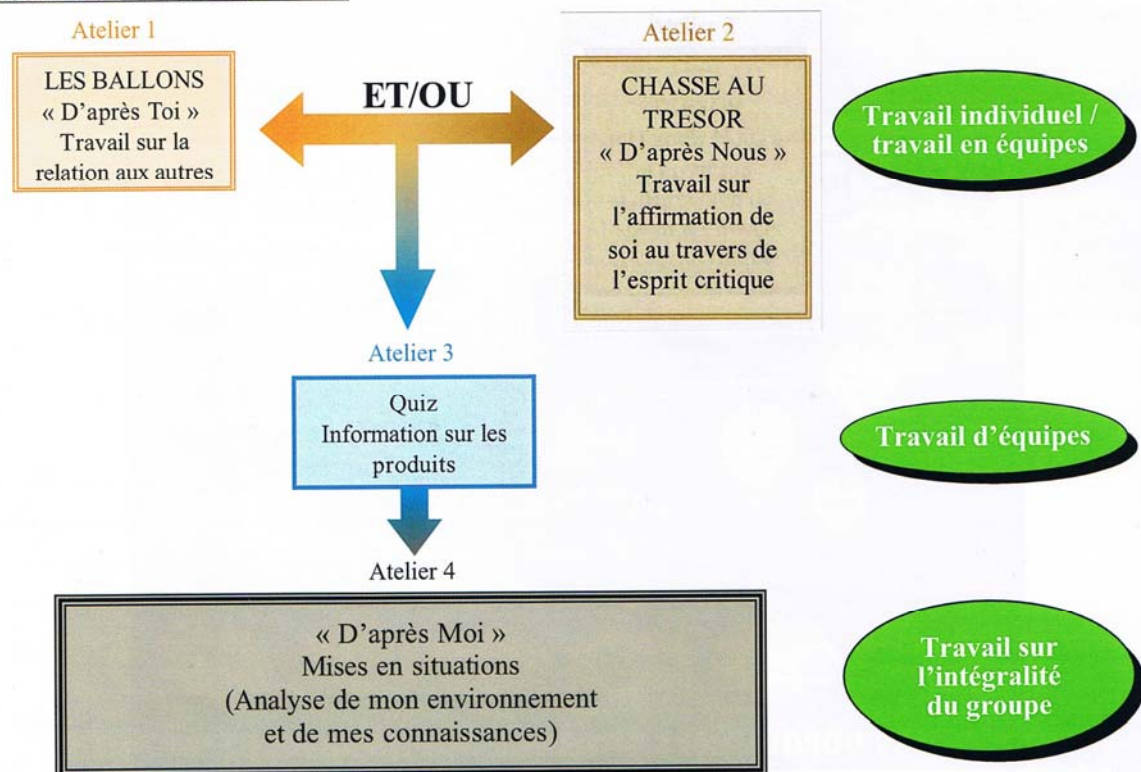 Atelier 1
LES BALLONS
« D'après Toi »
Travail sur la
relation aux autres
ET/OU
Atelier 2
CHASSE AU
TRESOR
« D'après Nous »
Travail sur
l'affirmation de
soi au travers de
l'esprit critique
Travail individuel /
travail en équipes
Atelier 3
Quiz
Information sur les
produits
Travail d'équipes
Atelier 4
« D'après Moi »
Mises en situations
(Analyse de mon environnement
et de mes connaissances)
Travail sur
l'intégralité
du groupe